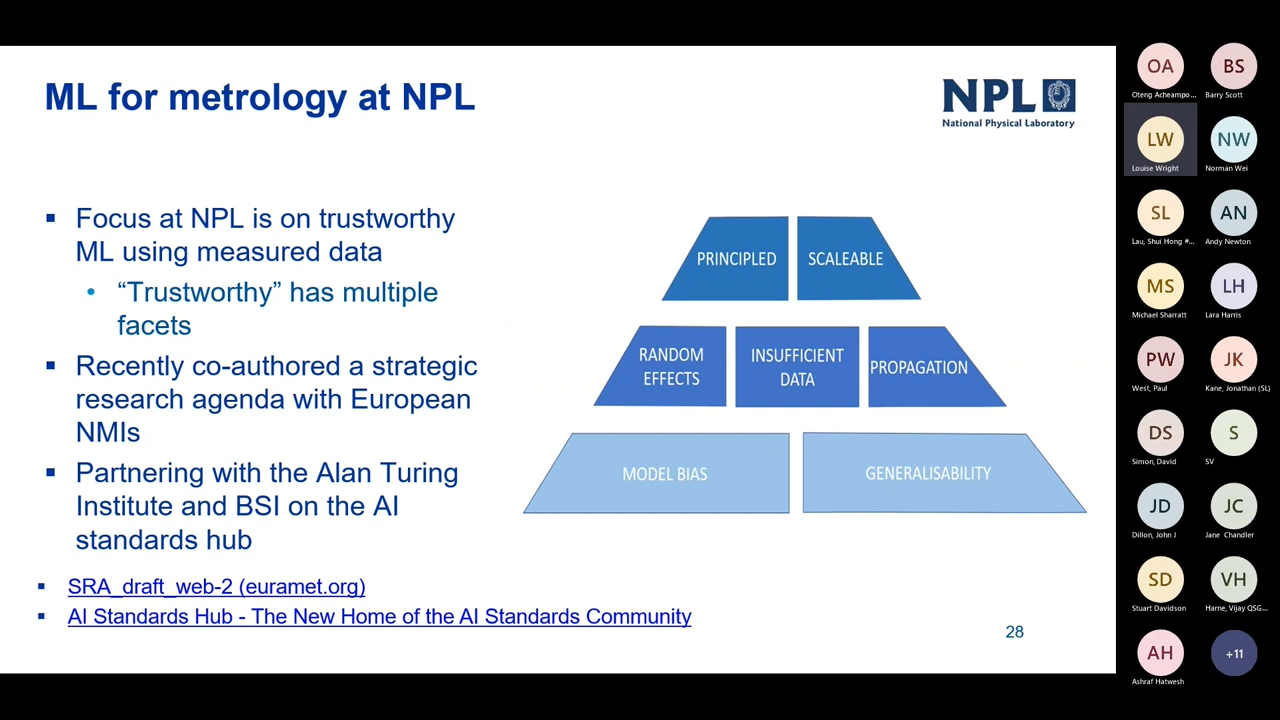 ML for metrology at NPL
NPL
National Physical Laboratory
▪ Focus at NPL is on trustworthy
ML using measured data
• “Trustworthy” has multiple
facets
▪ Recently co-authored a strategic
research agenda with European
NMIs
▪ Partnering with the Alan Turing
Institute and BSI on the AI
standards hub
▪ SRA_draft_web-2 (euramet.org)
▪ AI Standards Hub - The New Home of the AI Standards Community
PRINCIPLED
SCALEABLE
RANDOM
EFFECTS
INSUFFICIENT
DATA
PROPAGATION
MODEL BIAS
GENERALISABILITY
28
OA
Oteng Acheampo...
BS
Barry Scott
LW
Louise Wright
NW
Norman Wei
SL
Lau, Shui Hong #...
AN
Andy Newton
MS
Michael Sharratt
LH
Lara Harris
PW
West, Paul
JK
Kane, Jonathan (SL)
DS
Simon, David
S
SV
JD
Dillon, John J
JC
Jane Chandler
SD
Stuart Davidson
VH
Harne, Vijay QSG...
AH
Ashraf Hatwesh
+11